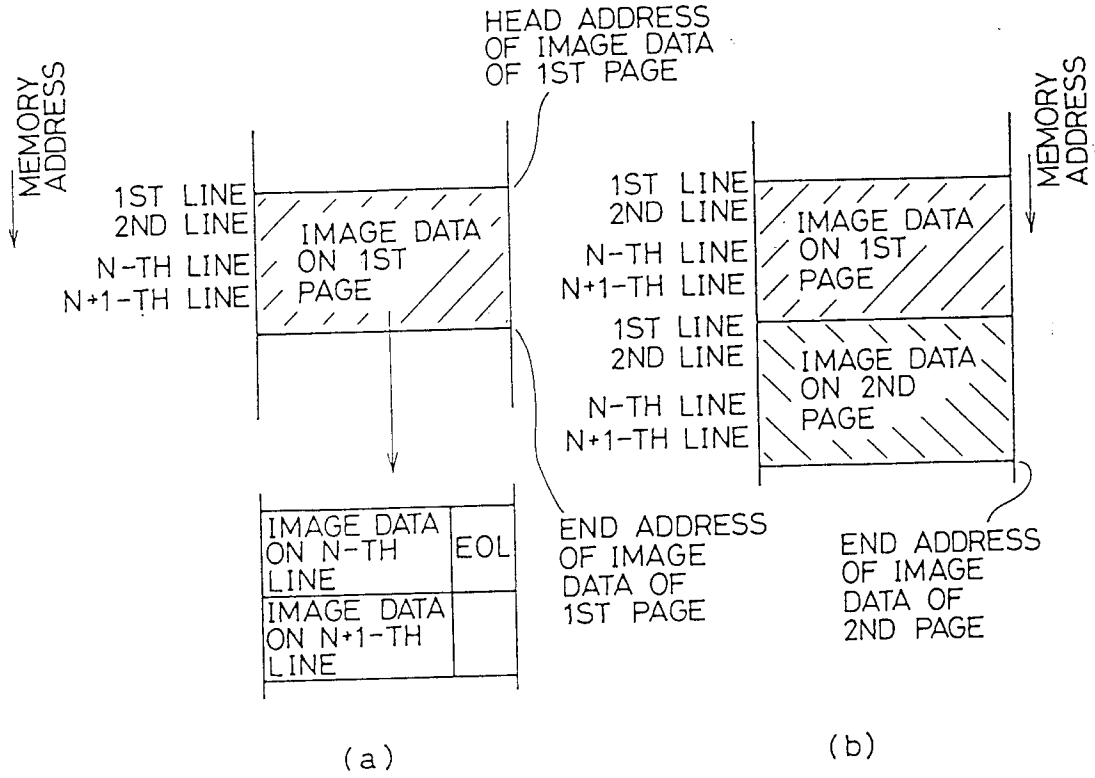 HEAD ADDRESS
OF IMAGE DATA
OF 1ST PAGE
MEMORY
ADDRESS
1ST LINE
2ND LINE
N-TH LINE
N+1-TH LINE
IMAGE DATA
ON 1ST
PAGE
IMAGE DATA
ON N-TH
LINE
EOL
IMAGE DATA
ON N+1-TH
LINE
END ADDRESS
OF IMAGE
DATA OF
1ST PAGE
(a)
MEMORY
ADDRESS
1ST LINE
2ND LINE
N-TH LINE
N+1-TH LINE
IMAGE DATA
ON 1ST
PAGE
1ST LINE
2ND LINE
N-TH LINE
N+1-TH LINE
IMAGE DATA
ON 2ND
PAGE
END ADDRESS
OF IMAGE
DATA OF
2ND PAGE
(b)